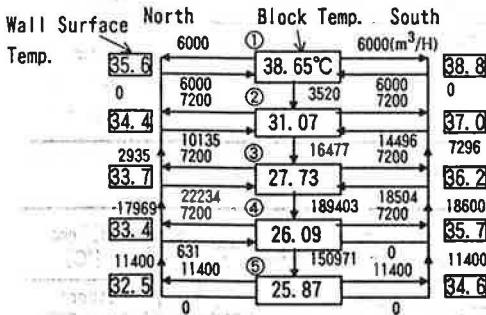 North Block Temp. South
Wall Surface Temp.
6000 ① 6000(m³/H)
35.6 38.65℃ 38.8
0 6000 3520 6000 0
7200 ② 7200
34.4 31.07 37.0
2935 10135 16477 14496 7296
7200 ③ 7200
33.7 27.73 36.2
-17969 22234 189403 18504 18600
7200 ④ 7200
33.4 26.09 35.7
11400 631 150971 0 11400
11400 ⑤ 11400
32.5 25.87 34.6
0 0